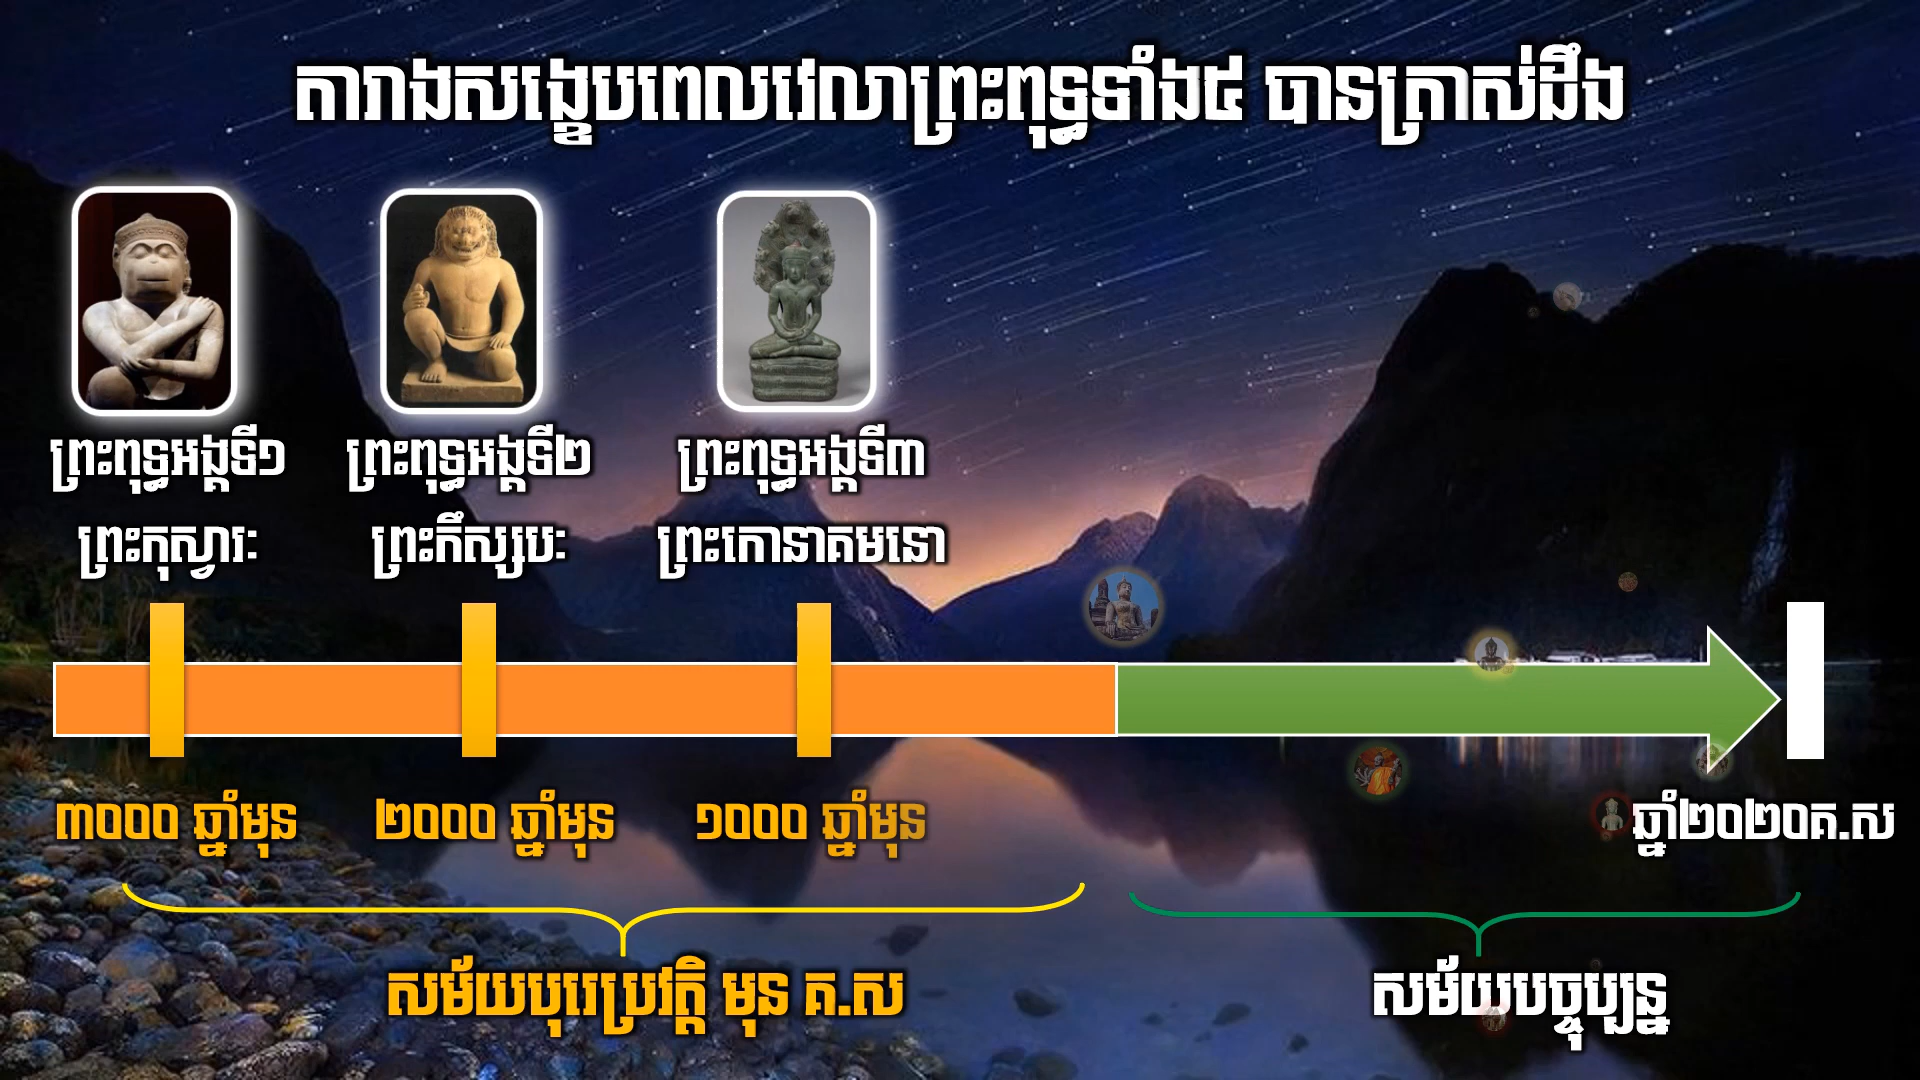 តារាងសង្ខេបពេលវេលាព្រះពុទ្ធទាំង៥ បានត្រាស់ដឹង
ព្រះពុទ្ធអង្គទី១
ព្រះកុស្វារៈ
ព្រះពុទ្ធអង្គទី២
ព្រះកឹស្សបៈ
ព្រះពុទ្ធអង្គទី៣
ព្រះកោនាគមនោ
៣០០០ ឆ្នាំមុន
២០០០ ឆ្នាំមុន
១០០០ ឆ្នាំមុន
ឆ្នាំ២០២០គ.ស
សម័យបុរេប្រវត្តិ មុន គ.ស
សម័យបច្ចុប្បន្ន